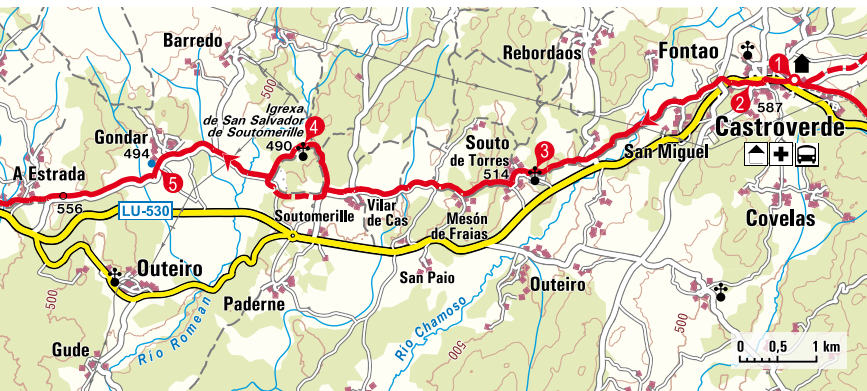 Barredo
500
Igrexa
de San Salvador
de Soutomerille
490
4
Rebordaos
Fontao
1
2
587
Castroverde
Gondar
494
Souto
de Torres
514
3
San Miguel
A Estrada
5
556
LU-530
Soutomerille
Vilar
de Cas
Mesón
de Fraias
Covelas
Outeiro
San Paio
Outeiro
500
Paderne
Río Romean
Río Chamoso
500
500
Gude
0 0,5 1 km